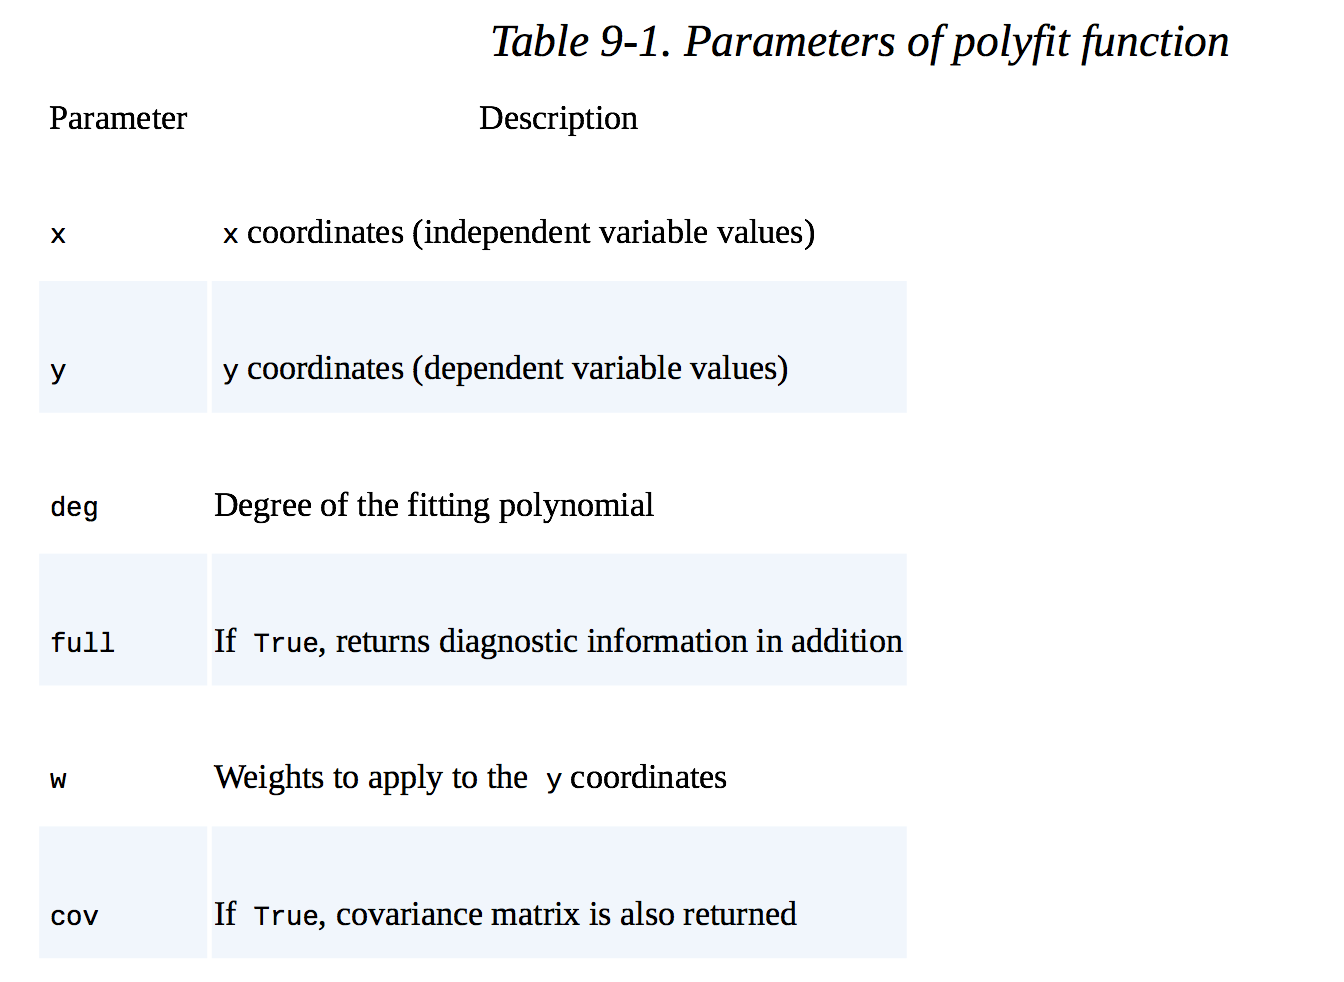 Table 9-1. Parameters of polyfit function
Parameter Description
x x coordinates (independent variable values)
y y coordinates (dependent variable values)
deg Degree of the fitting polynomial
full If True, returns diagnostic information in addition
w Weights to apply to the y coordinates
cov If True, covariance matrix is also returned